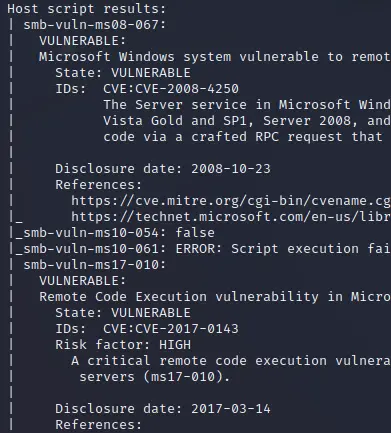 Host script results:
| smb-vuln-ms08-067:
|   VULNERABLE:
|   Microsoft Windows system vulnerable to remot
|     State: VULNERABLE
|     IDs:  CVE:CVE-2008-4250
|           The Server service in Microsoft Wind
|           Vista Gold and SP1, Server 2008, and
|           code via a crafted RPC request that
|
|     Disclosure date: 2008-10-23
|     References:
|       https://cve.mitre.org/cgi-bin/cvename.cg
|_      https://technet.microsoft.com/en-us/libr
|_smb-vuln-ms10-054: false
|_smb-vuln-ms10-061: ERROR: Script execution fai
| smb-vuln-ms17-010:
|   VULNERABLE:
|   Remote Code Execution vulnerability in Micro
|     State: VULNERABLE
|     IDs:  CVE:CVE-2017-0143
|     Risk factor: HIGH
|       A critical remote code execution vulnera
|        servers (ms17-010).
|
|     Disclosure date: 2017-03-14
|     References: